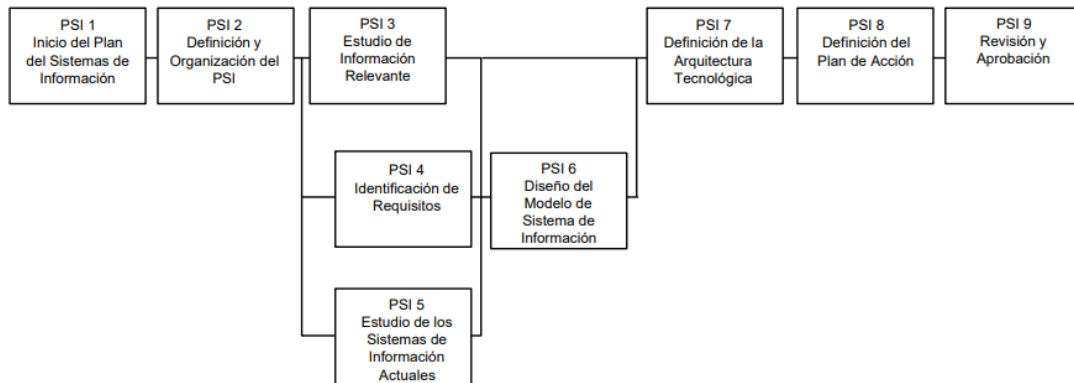 PSI 1
Inicio del Plan
del Sistemas de
Información
PSI 2
Definición y
Organización del
PSI
PSI 3
Estudio de
Información
Relevante
PSI 7
Definición de la
Arquitectura
Tecnológica
PSI 8
Definición del
Plan de Acción
PSI 9
Revisión y
Aprobación
PSI 4
Identificación de
Requisitos
PSI 6
Diseño del
Modelo de
Sistema de
Información
PSI 5
Estudio de los
Sistemas de
Información
Actuales